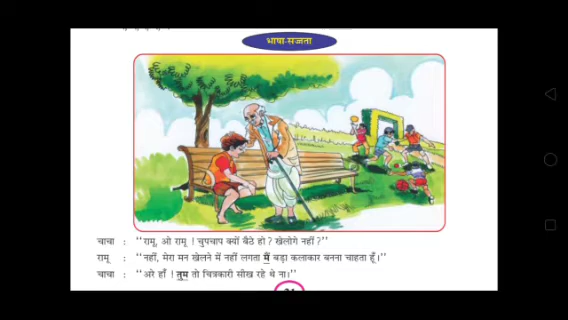 भाषा-सज्जता
चाचा : “रामू, ओ रामू ! चुपचाप क्यों बैठे हो ? खेलोगे नहीं ?”
रामू : “नहीं, मेरा मन खेलने में नहीं लगता मैं बड़ा कलाकार बनना चाहता हूँ।”
चाचा : “अरे हाँ ! तुम तो चित्रकारी सीख रहे थे ना।”